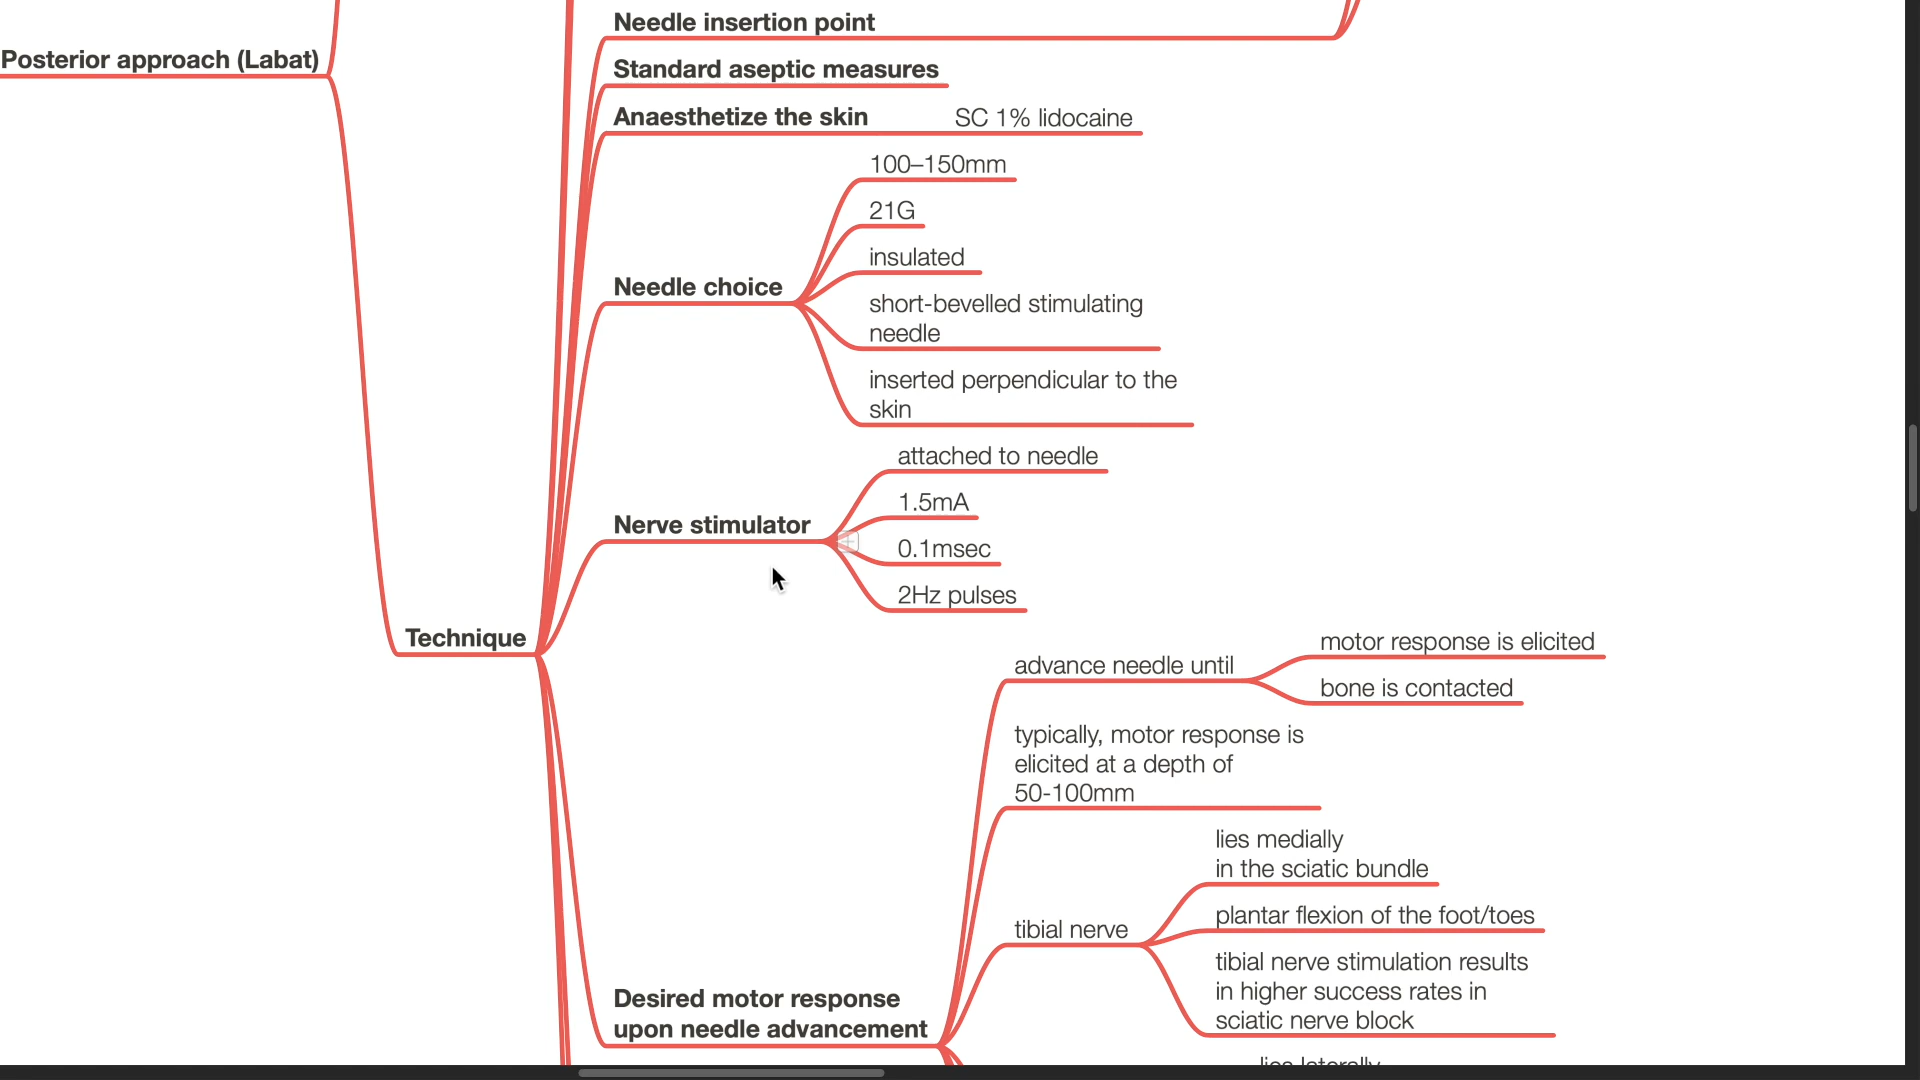 Posterior approach (Labat)
Needle insertion point
Standard aseptic measures
Anaesthetize the skin
SC 1% lidocaine
Needle choice
100–150mm
21G
insulated
short-bevelled stimulating
needle
inserted perpendicular to the
skin
Nerve stimulator
attached to needle
1.5mA
0.1msec
2Hz pulses
Technique
Desired motor response
upon needle advancement
advance needle until
motor response is elicited
bone is contacted
typically, motor response is
elicited at a depth of
50-100mm
tibial nerve
lies medially
in the sciatic bundle
plantar flexion of the foot/toes
tibial nerve stimulation results
in higher success rates in
sciatic nerve block
lies laterally